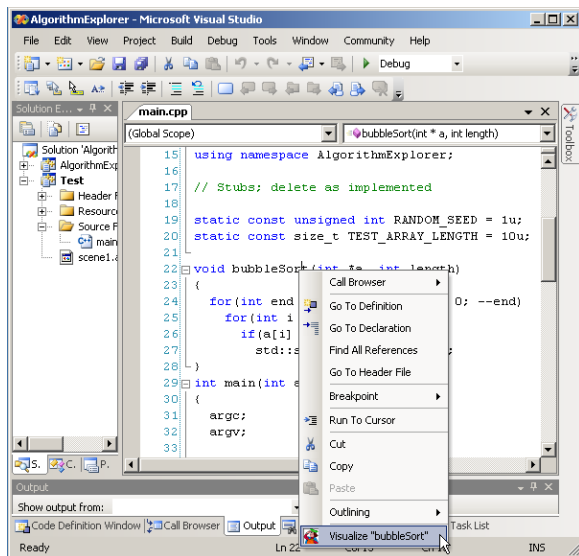 AlgorithmExplorer - Microsoft Visual Studio
File Edit View Project Build Debug Tools Window Community Help
Debug
Solution E...
main.cpp
Toolbox
(Global Scope)
bubbleSort(int * a, int length)
Solution 'Algorith
AlgorithmExp
Test
Header F
Resourc
Source F
main
scene1.a
15 using namespace AlgorithmExplorer;
16
17 // Stubs; delete as implemented
18
19 static const unsigned int RANDOM_SEED = 1u;
20 static const size_t TEST_ARRAY_LENGTH = 10u;
21
22 void bubbleSort(int *a, int length)
23 {
24 for(int end 0; --end)
25 for(int i
26 if(a[i]
27 std::s ;
28 }
29 int main(int a
30 {
31 argc;
32 argv;
33
Call Browser
Go To Definition
Go To Declaration
Find All References
Go To Header File
Breakpoint
Run To Cursor
Cut
Copy
Paste
Outlining
Visualize "bubbleSort"
S. C. P.
Output
Show output from:
Code Definition Window Call Browser Output Task List
Ready Ln 22 INS